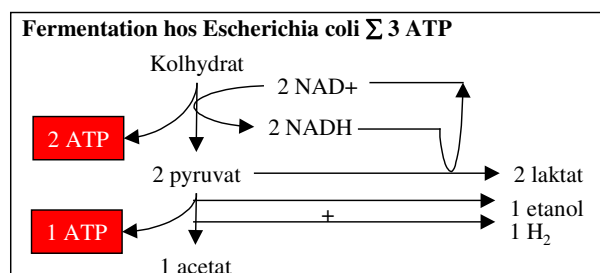 Fermentation hos Escherichia coli ∑ 3 ATP
Kolhydrat
2 NAD+
2 ATP
2 NADH
2 pyruvat
2 laktat
1 etanol
+
1 ATP
1 H₂
1 acetat